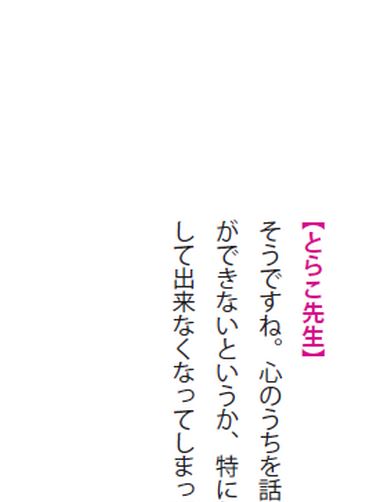 【とらこ先生】
そうですね。心のうちを話
ができないというか、特に
して出来なくなってしまっ